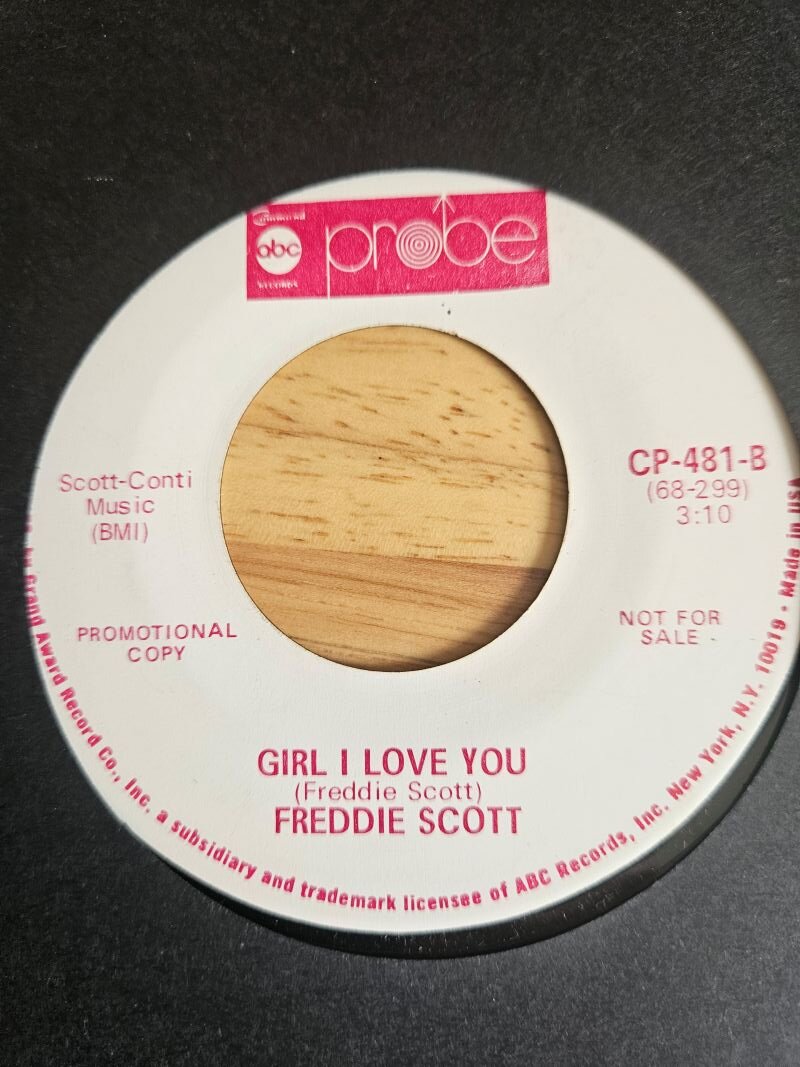 Command
abc
RECORDS
probe
Scott-Conti
Music
(BMI)
CP-481-B
(68-299)
3:10
PROMOTIONAL
COPY
NOT FOR
SALE
GIRL I LOVE YOU
(Freddie Scott)
FREDDIE SCOTT
Grand Award Record Co., Inc. a subsidiary and trademark licensee of ABC Records, Inc. New York, N.Y. 10019 • Made in USA